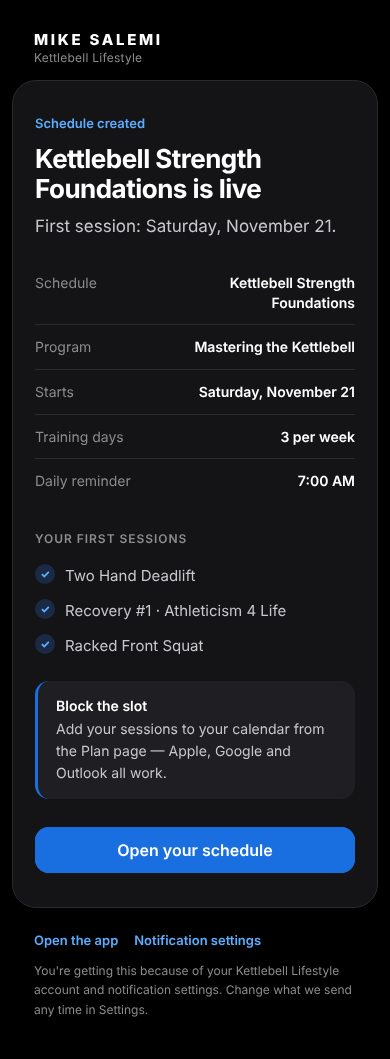 MIKE SALEMI
Kettlebell Lifestyle
Schedule created
Kettlebell Strength
Foundations is live
First session: Saturday, November 21.
Schedule Kettlebell Strength
Foundations
Program Mastering the Kettlebell
Starts Saturday, November 21
Training days 3 per week
Daily reminder 7:00 AM
YOUR FIRST SESSIONS
Two Hand Deadlift
Recovery #1 · Athleticism 4 Life
Racked Front Squat
Block the slot
Add your sessions to your calendar from
the Plan page — Apple, Google and
Outlook all work.
Open your schedule
Open the app Notification settings
You're getting this because of your Kettlebell Lifestyle
account and notification settings. Change what we send
any time in Settings.